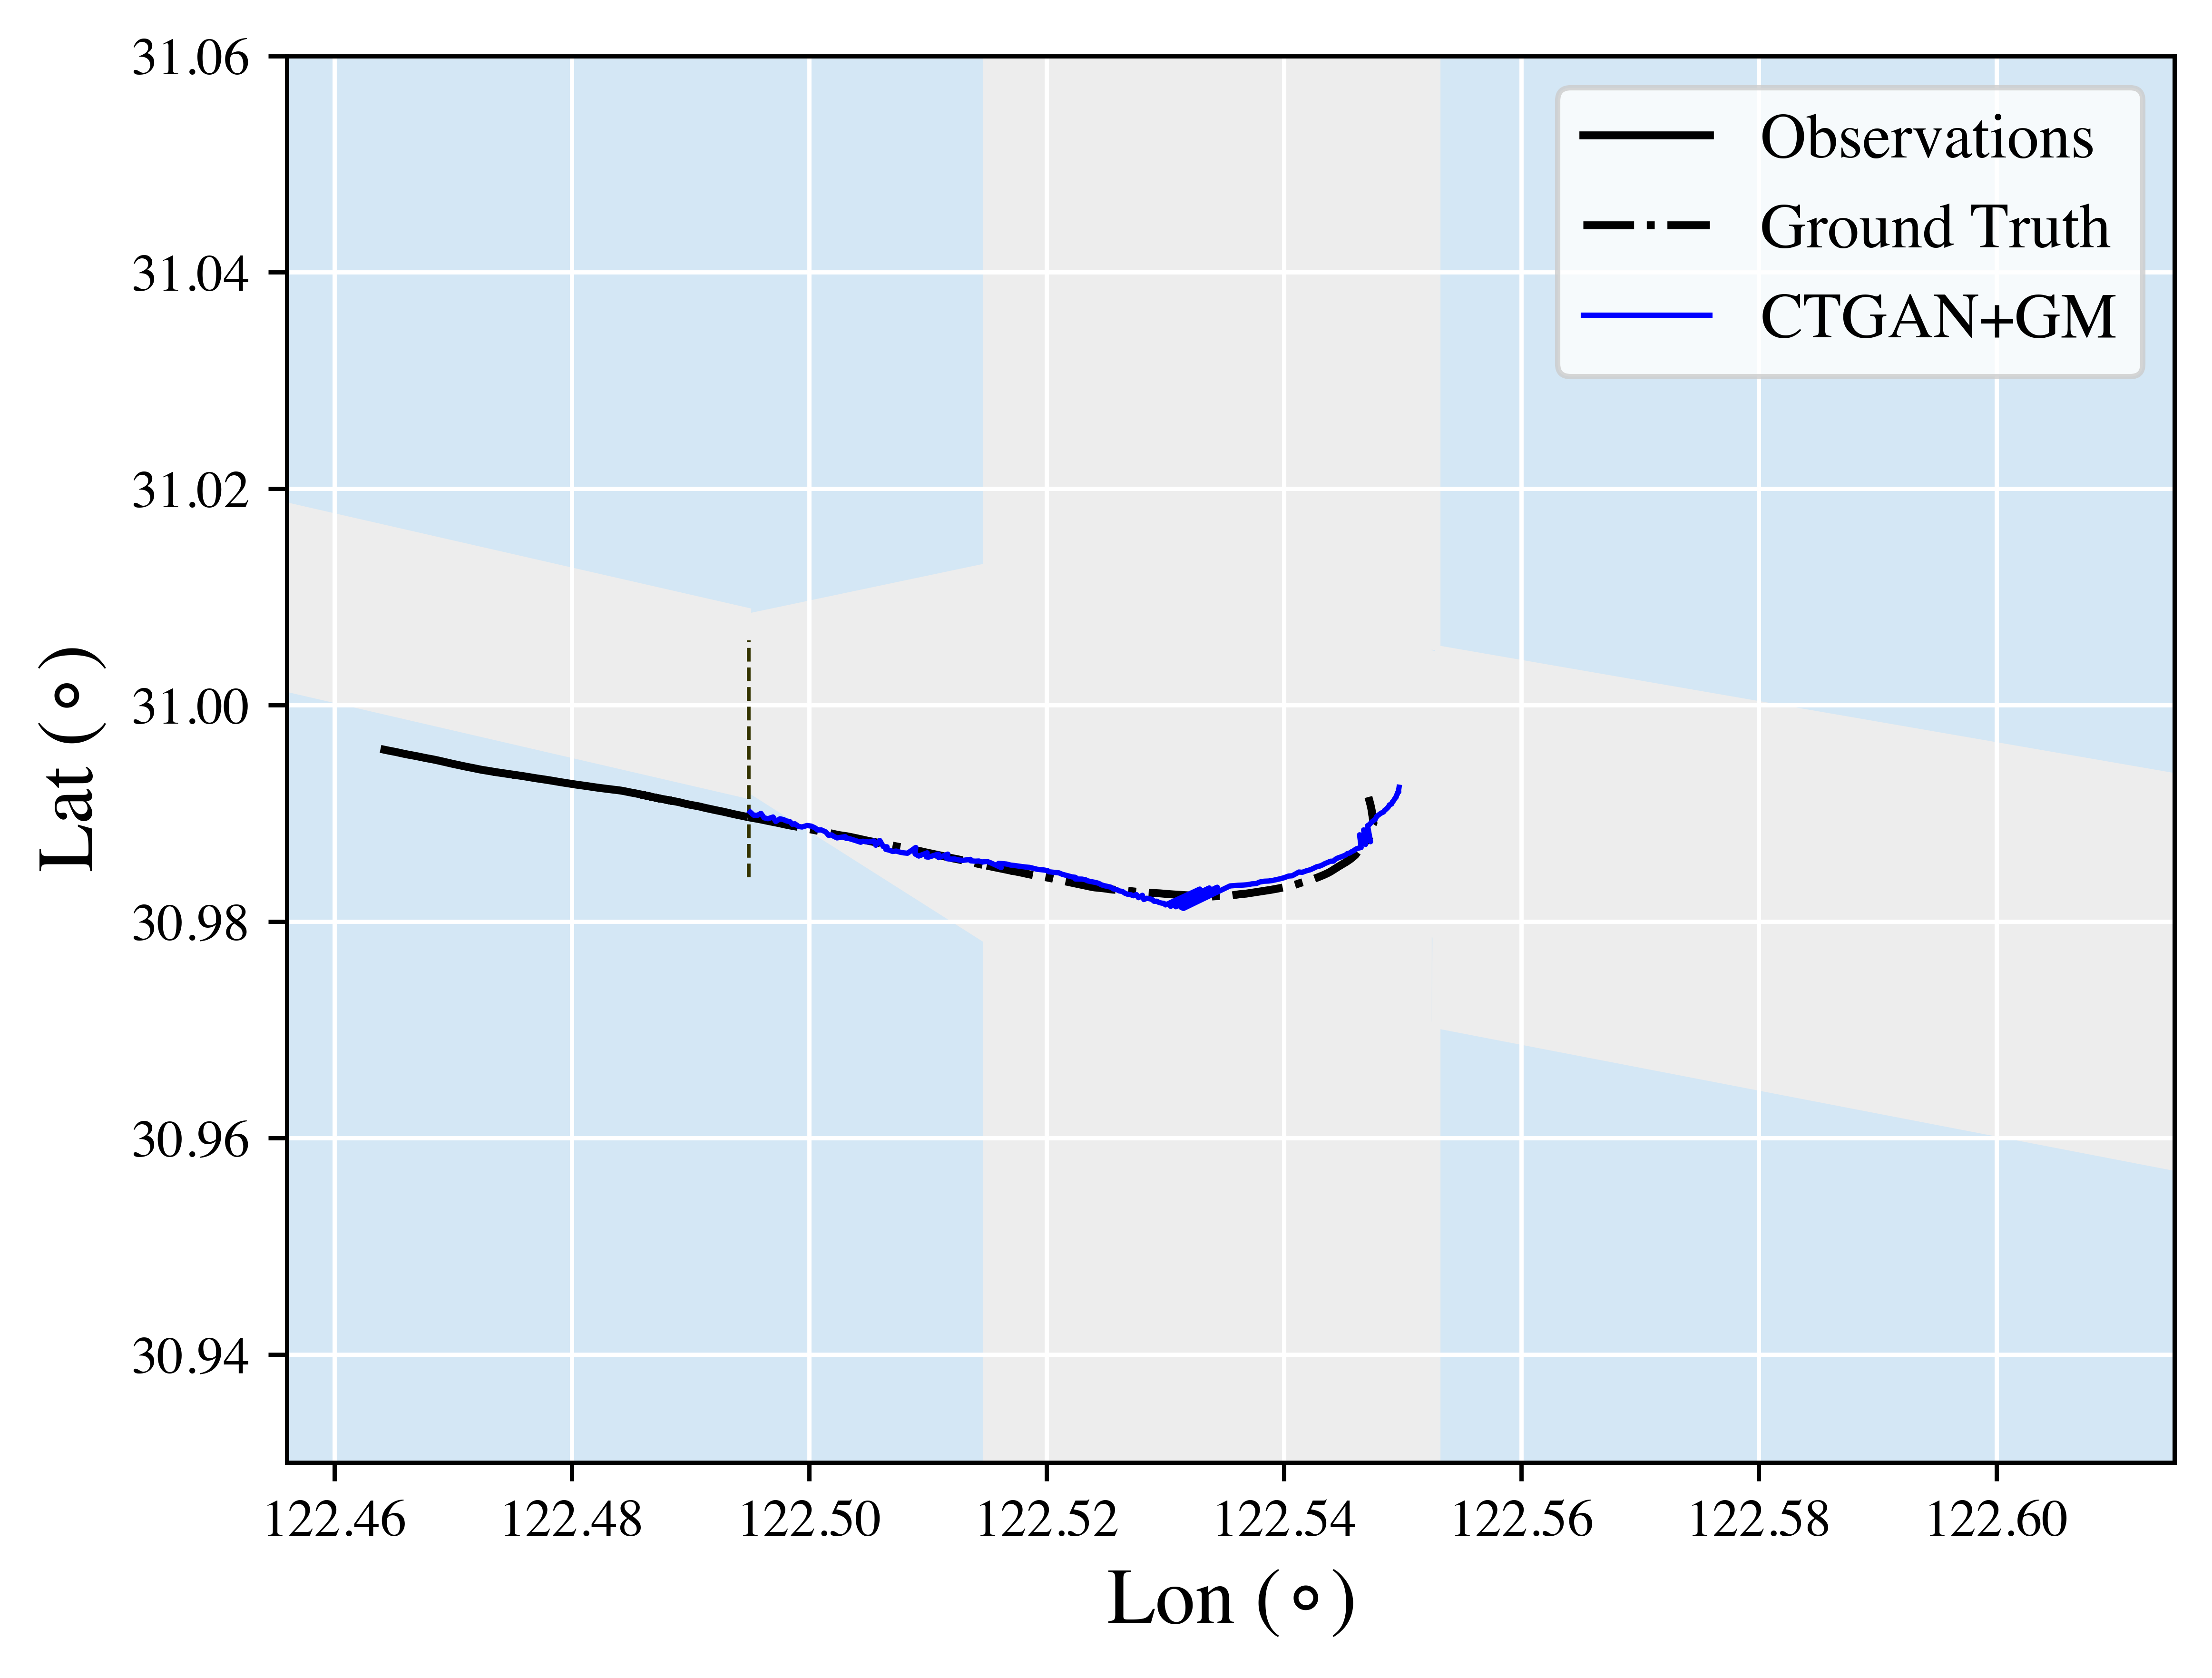 31.06
31.04
31.02
31.00
30.98
30.96
30.94
Lat (∘)
Observations
Ground Truth
CTGAN+GM
122.46 122.48 122.50 122.52 122.54 122.56 122.58 122.60
Lon (∘)